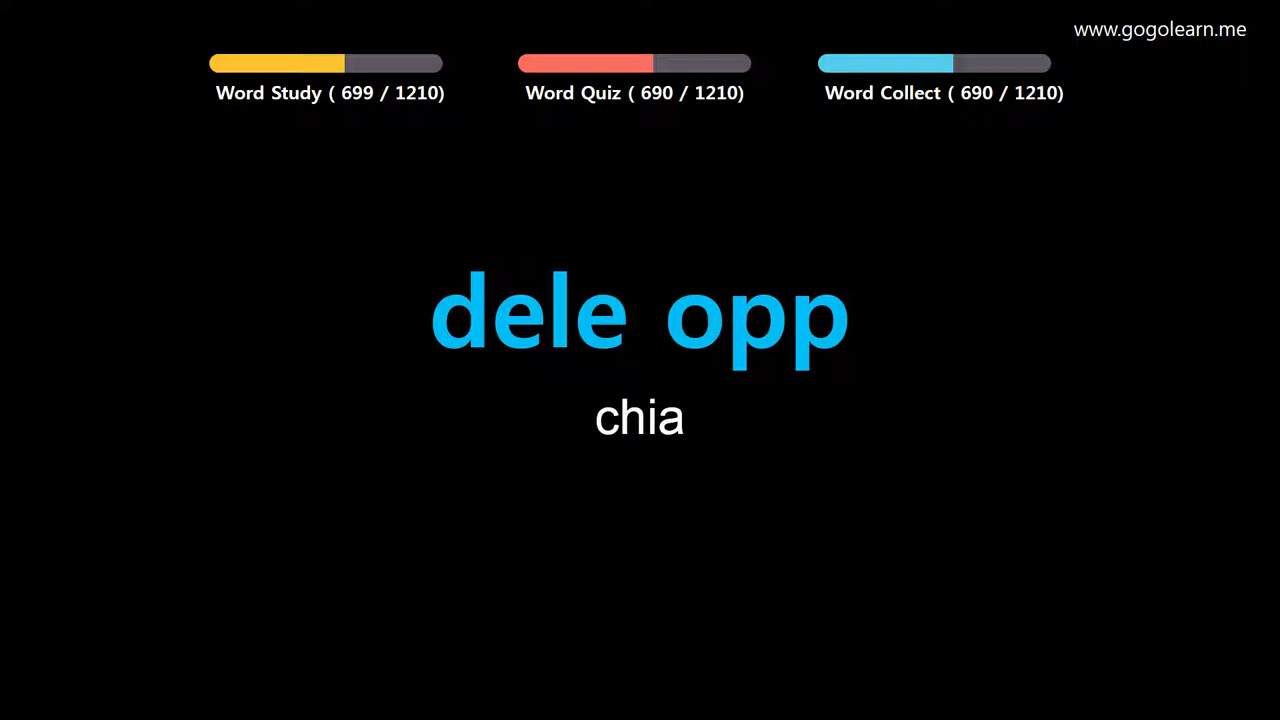 www.gogolearn.me
Word Study ( 699 / 1210)
Word Quiz ( 690 / 1210)
Word Collect ( 690 / 1210)
dele opp
chia